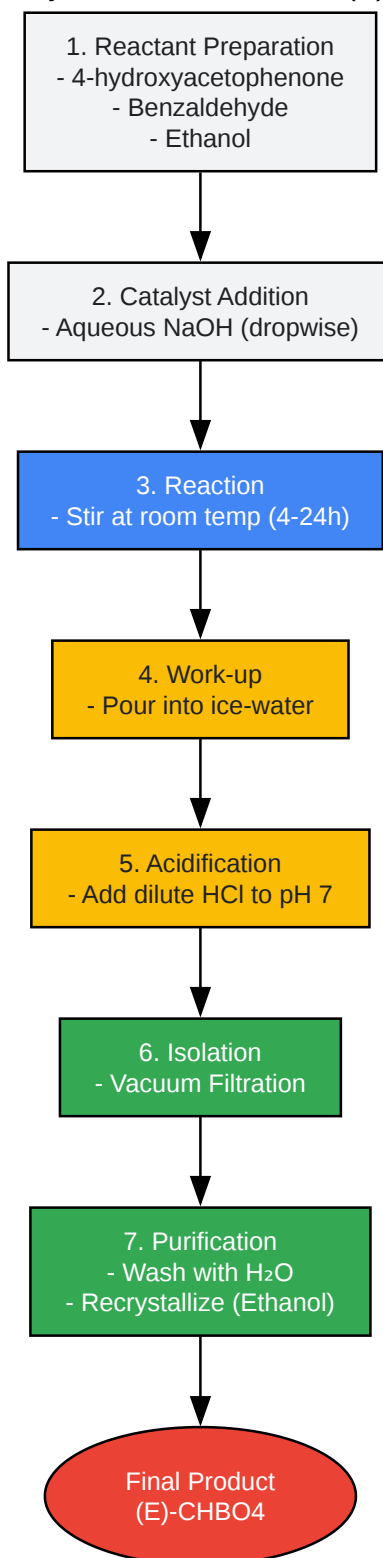 1. Reactant Preparation
- 4-hydroxyacetophenone
- Benzaldehyde
- Ethanol
2. Catalyst Addition
- Aqueous NaOH (dropwise)
3. Reaction
- Stir at room temp (4-24h)
4. Work-up
- Pour into ice-water
5. Acidification
- Add dilute HCl to pH 7
6. Isolation
- Vacuum Filtration
7. Purification
- Wash with H₂O
- Recrystallize (Ethanol)
Final Product
(E)-CHBO4